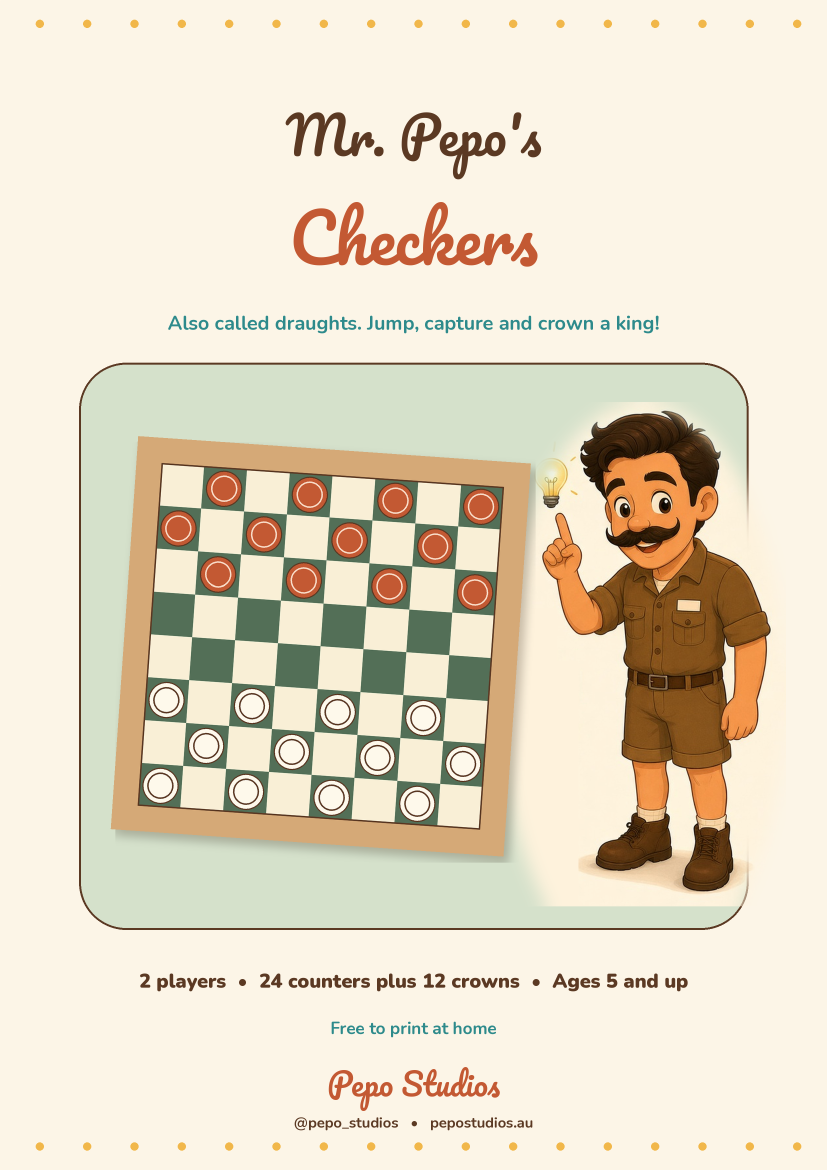 Mr. Pepo's
Checkers
Also called draughts. Jump, capture and crown a king!
2 players • 24 counters plus 12 crowns • Ages 5 and up
Free to print at home
Pepo Studios
@pepo_studios • pepostudios.au